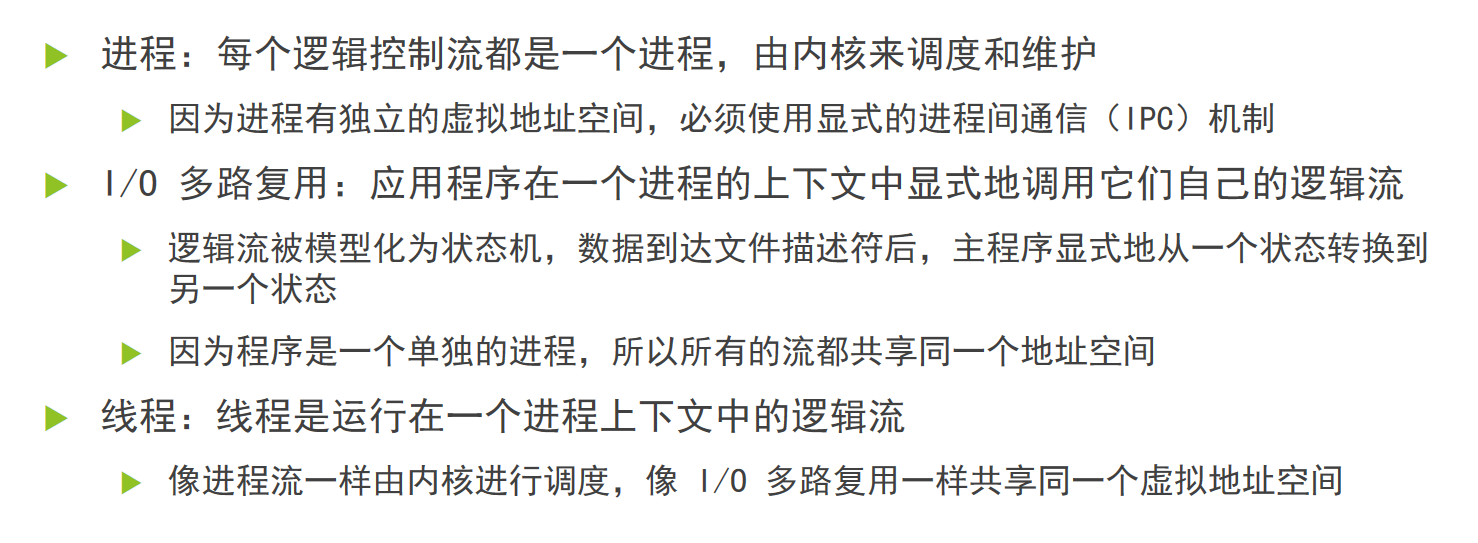 进程：每个逻辑控制流都是一个进程，由内核来调度和维护
因为进程有独立的虚拟地址空间，必须使用显式的进程间通信（IPC）机制
I/O 多路复用：应用程序在一个进程的上下文中显式地调用它们自己的逻辑流
逻辑流被模型化为状态机，数据到达文件描述符后，主程序显式地从一个状态转换到
另一个状态
因为程序是一个单独的进程，所以所有的流都共享同一个地址空间
线程：线程是运行在一个进程上下文中的逻辑流
像进程流一样由内核进行调度，像 I/O 多路复用一样共享同一个虚拟地址空间